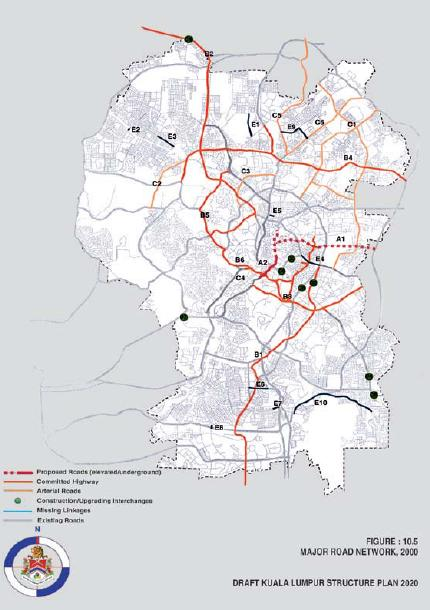 B2
E1
C5
E9
C6
C1
E2
E3
B4
C2
C3
B5
E5
A1
B6
A2
E4
C4
B3
B1
E6
E7
E10
E8
Proposed Roads (elevated/underground)
Committed Highway
Arterial Roads
Construction/Upgrading Interchanges
Missing Linkages
Existing Roads
N
FIGURE : 10.5
MAJOR ROAD NETWORK, 2000
DRAFT KUALA LUMPUR STRUCTURE PLAN 2020